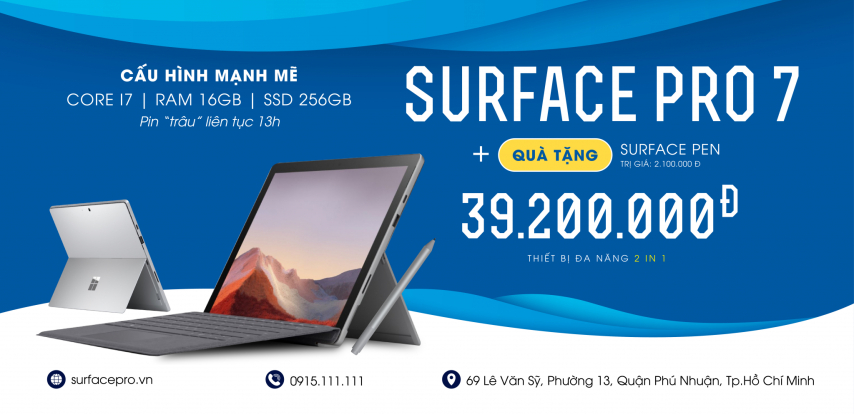 CẤU HÌNH MẠNH MẼ
CORE I7 | RAM 16GB | SSD 256GB
Pin “trâu” liên tục 13h
SURFACE PRO 7
+ QUÀ TẶNG SURFACE PEN
TRỊ GIÁ: 2.100.000 Đ
39.200.000Đ
THIẾT BỊ ĐA NĂNG 2 IN 1
surfacepro.vn
0915.111.111
69 Lê Văn Sỹ, Phường 13, Quận Phú Nhuận, Tp.Hồ Chí Minh